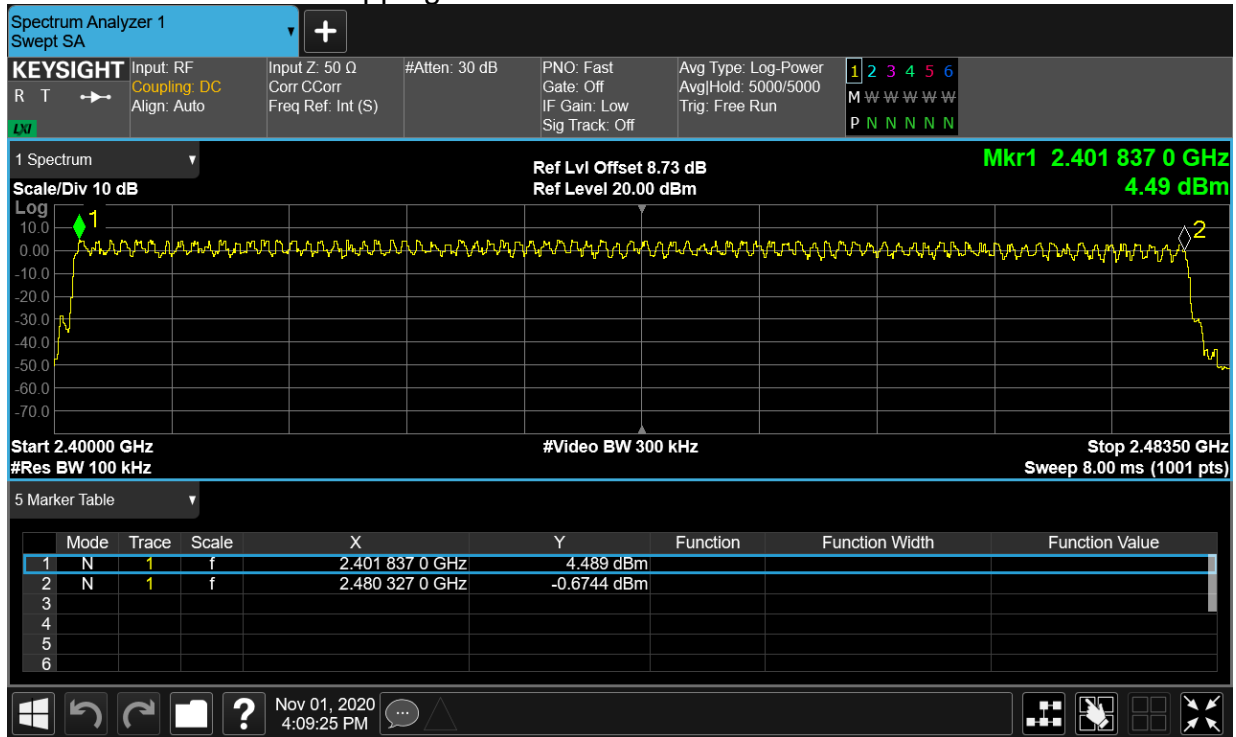 Spectrum Analyzer 1
Swept SA
+
KEYSIGHT
R T
LXI
Input: RF
Coupling: DC
Align: Auto
Input Z: 50 Ω
Corr CCorr
Freq Ref: Int (S)
#Atten: 30 dB
PNO: Fast
Gate: Off
IF Gain: Low
Sig Track: Off
Avg Type: Log-Power
Avg|Hold: 5000/5000
Trig: Free Run
1 2 3 4 5 6
M W W W W W
P N N N N N
1 Spectrum
Scale/Div 10 dB
Ref Lvl Offset 8.73 dB
Ref Level 20.00 dBm
Mkr1 2.401 837 0 GHz
4.49 dBm
Log
10.0
0.00
-10.0
-20.0
-30.0
-40.0
-50.0
-60.0
-70.0
1
2
Start 2.40000 GHz
#Res BW 100 kHz
#Video BW 300 kHz
Stop 2.48350 GHz
Sweep 8.00 ms (1001 pts)
5 Marker Table
Mode Trace Scale X Y Function Function Width Function Value
1 N 1 f 2.401 837 0 GHz 4.489 dBm
2 N 1 f 2.480 327 0 GHz -0.6744 dBm
3
4
5
6
?
Nov 01, 2020
4:09:25 PM